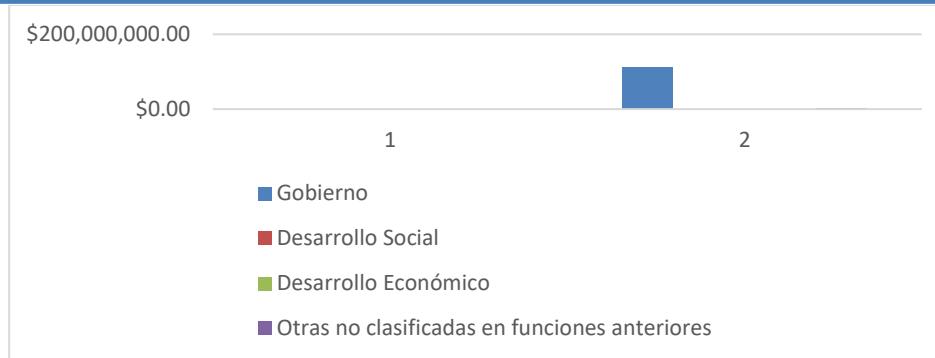 $200,000,000.00
$0.00
1 2
Gobierno
Desarrollo Social
Desarrollo Económico
Otras no clasificadas en funciones anteriores